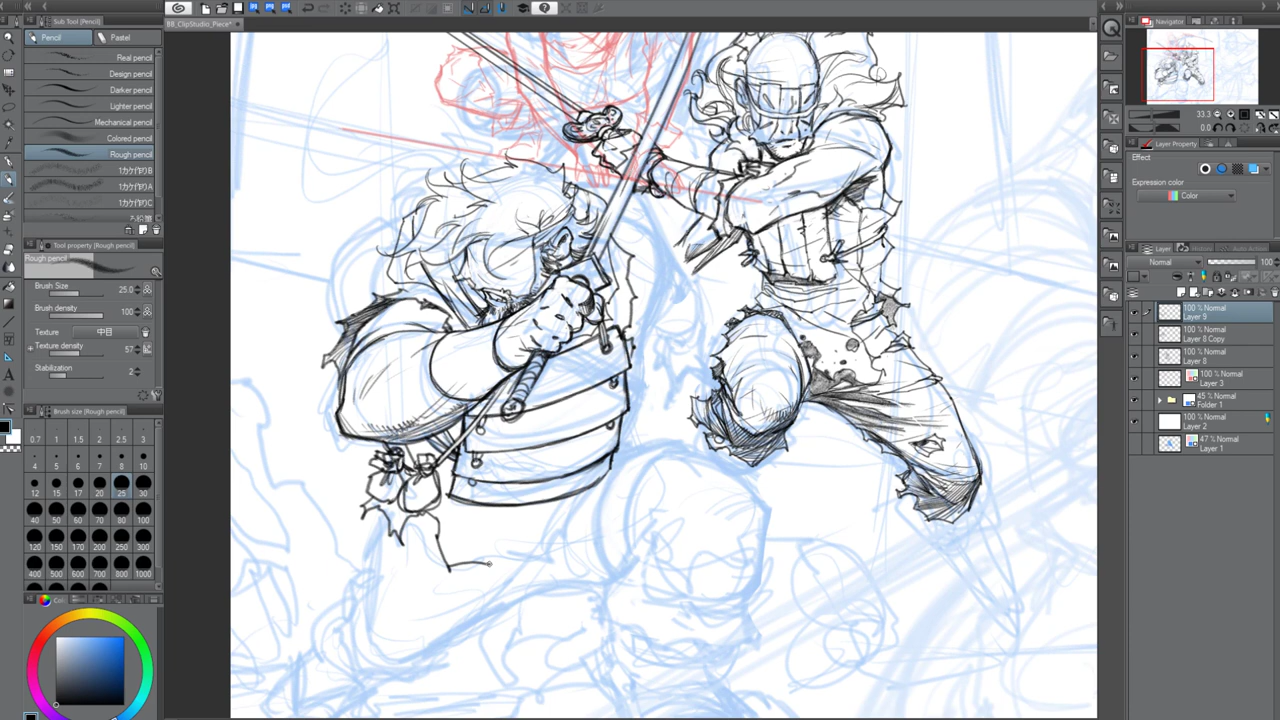 BB_ClipStudio_Piece*
Sub Tool [Pencil]
Pencil
Pastel
Real pencil
Design pencil
Darker pencil
Lighter pencil
Mechanical pencil
Colored pencil
Rough pencil
Tool property [Rough pencil]
Rough pencil
Brush Size
25.0
Brush density
100
Texture
中目
Texture density
57
Stabilization
2
Brush size [Rough pencil]
0.7 1 1.5 2 2.5 3
4 5 6 7 8 10
12 15 17 20 25 30
40 50 60 70 80 100
120 150 170 200 250 300
400 500 600 700 800 1000
Navigator
33.3
0.0
Layer Property
Effect
Expression color
Color
Layer
Normal
100
100 % Normal
Layer 9
100 % Normal
Layer 8 Copy
100 % Normal
Layer 8
100 % Normal
Layer 3
45 % Normal
Folder 1
100 % Normal
Layer 2
47 % Normal
Layer 1